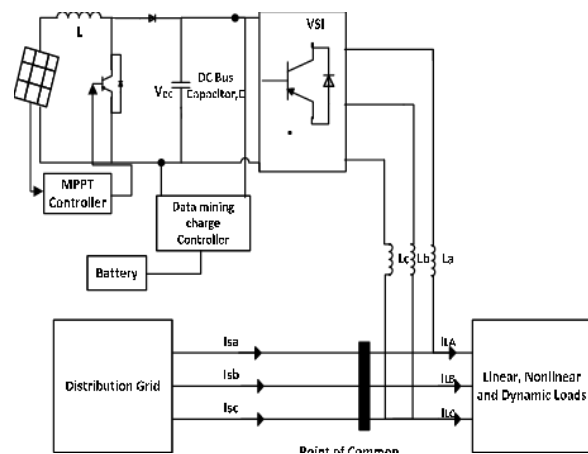 L
VSI
DC Bus
Capacitor,C
MPPT
Controller
Data mining
charge
Controller
Battery
Lc Lb La
Isa
ILA
Distribution Grid
Isb
ILB
Linear, Nonlinear
and Dynamic Loads
Isc
ILC
Point of Common